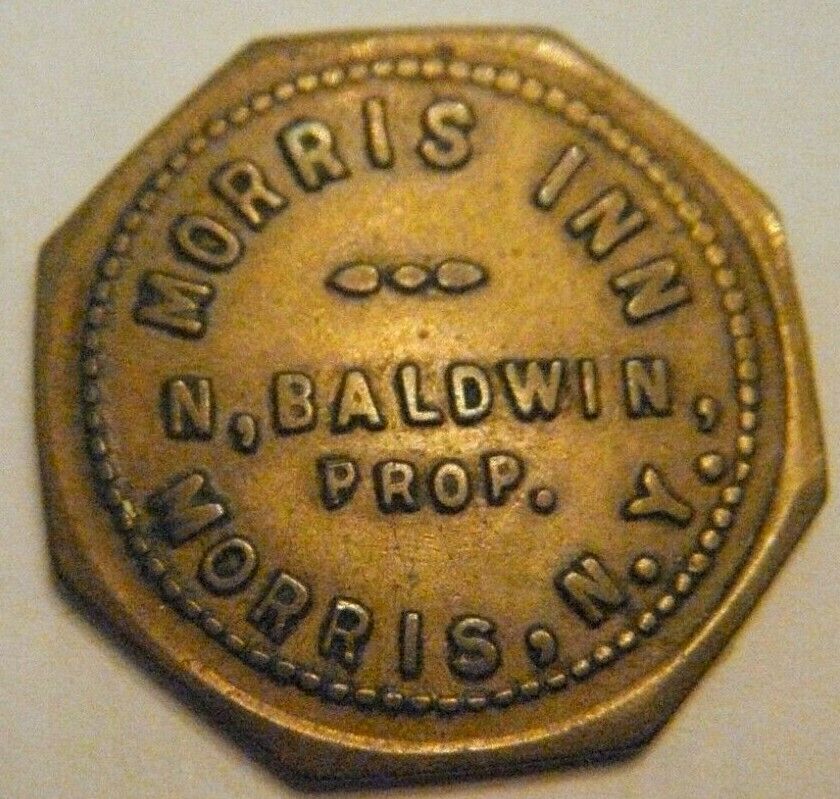 MORRIS INN
N, BALDWIN,
PROP.
MORRIS, N.Y.